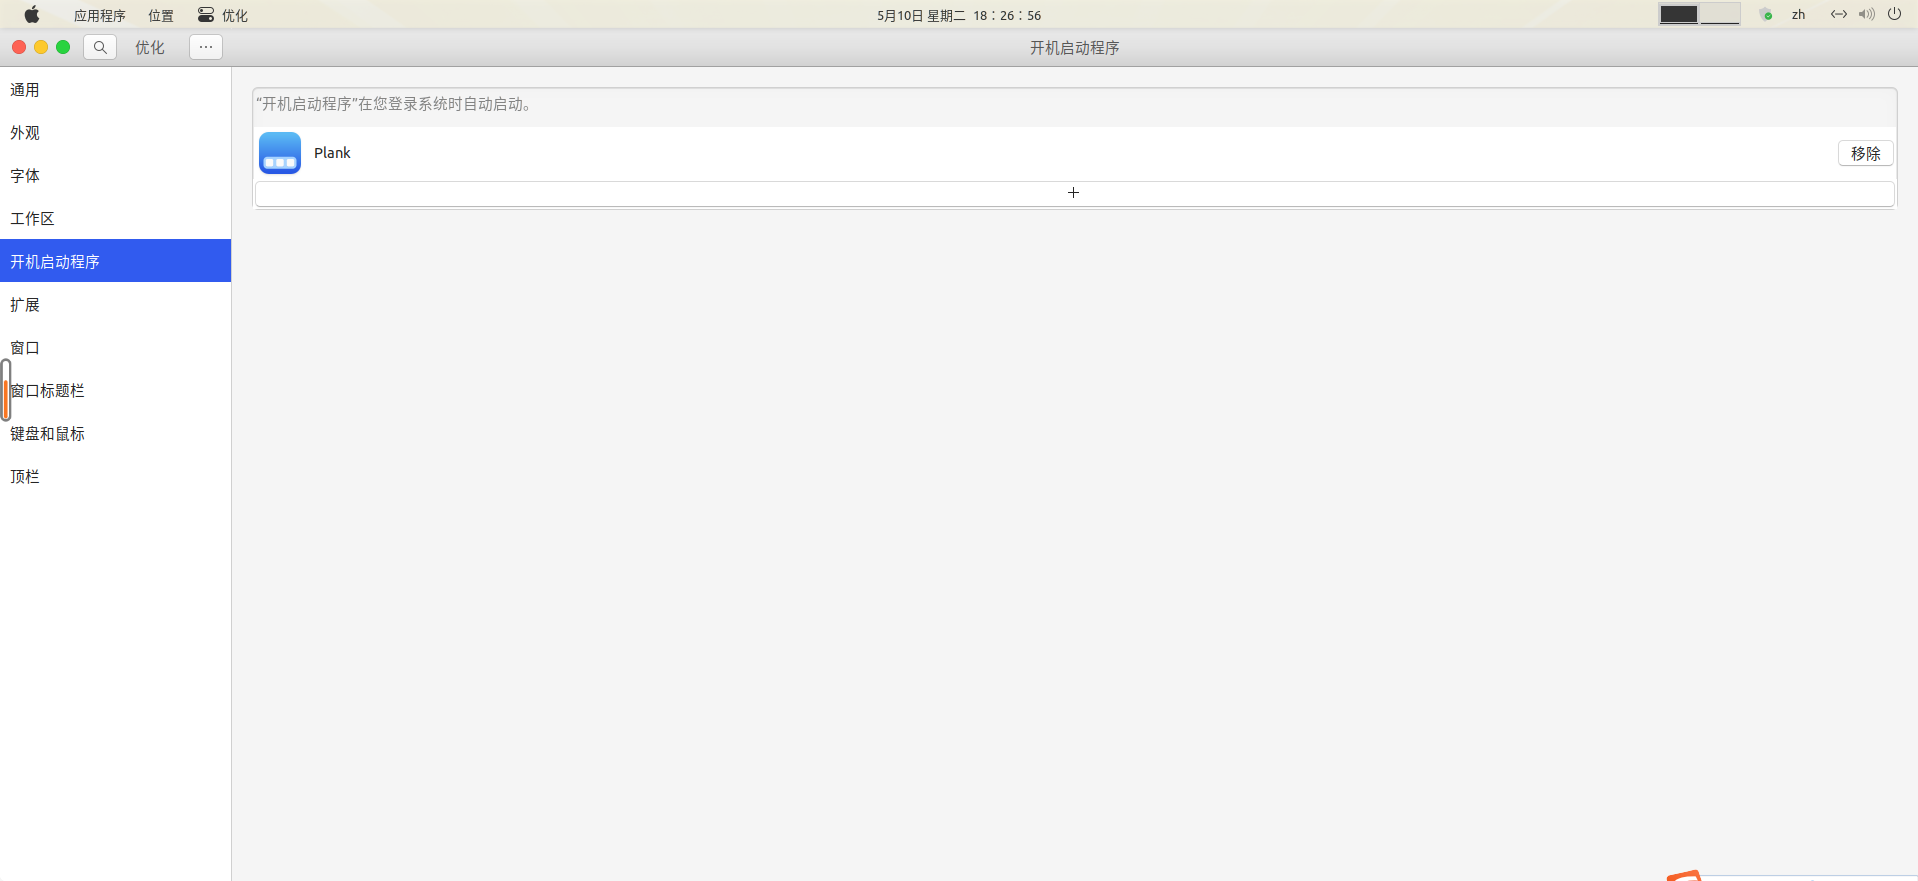 应用程序 位置 优化 5月10日 星期二 18：26：56 zh
优化 开机启动程序
通用
外观
字体
工作区
开机启动程序
扩展
窗口
窗口标题栏
键盘和鼠标
顶栏
“开机启动程序”在您登录系统时自动启动。
Plank 移除